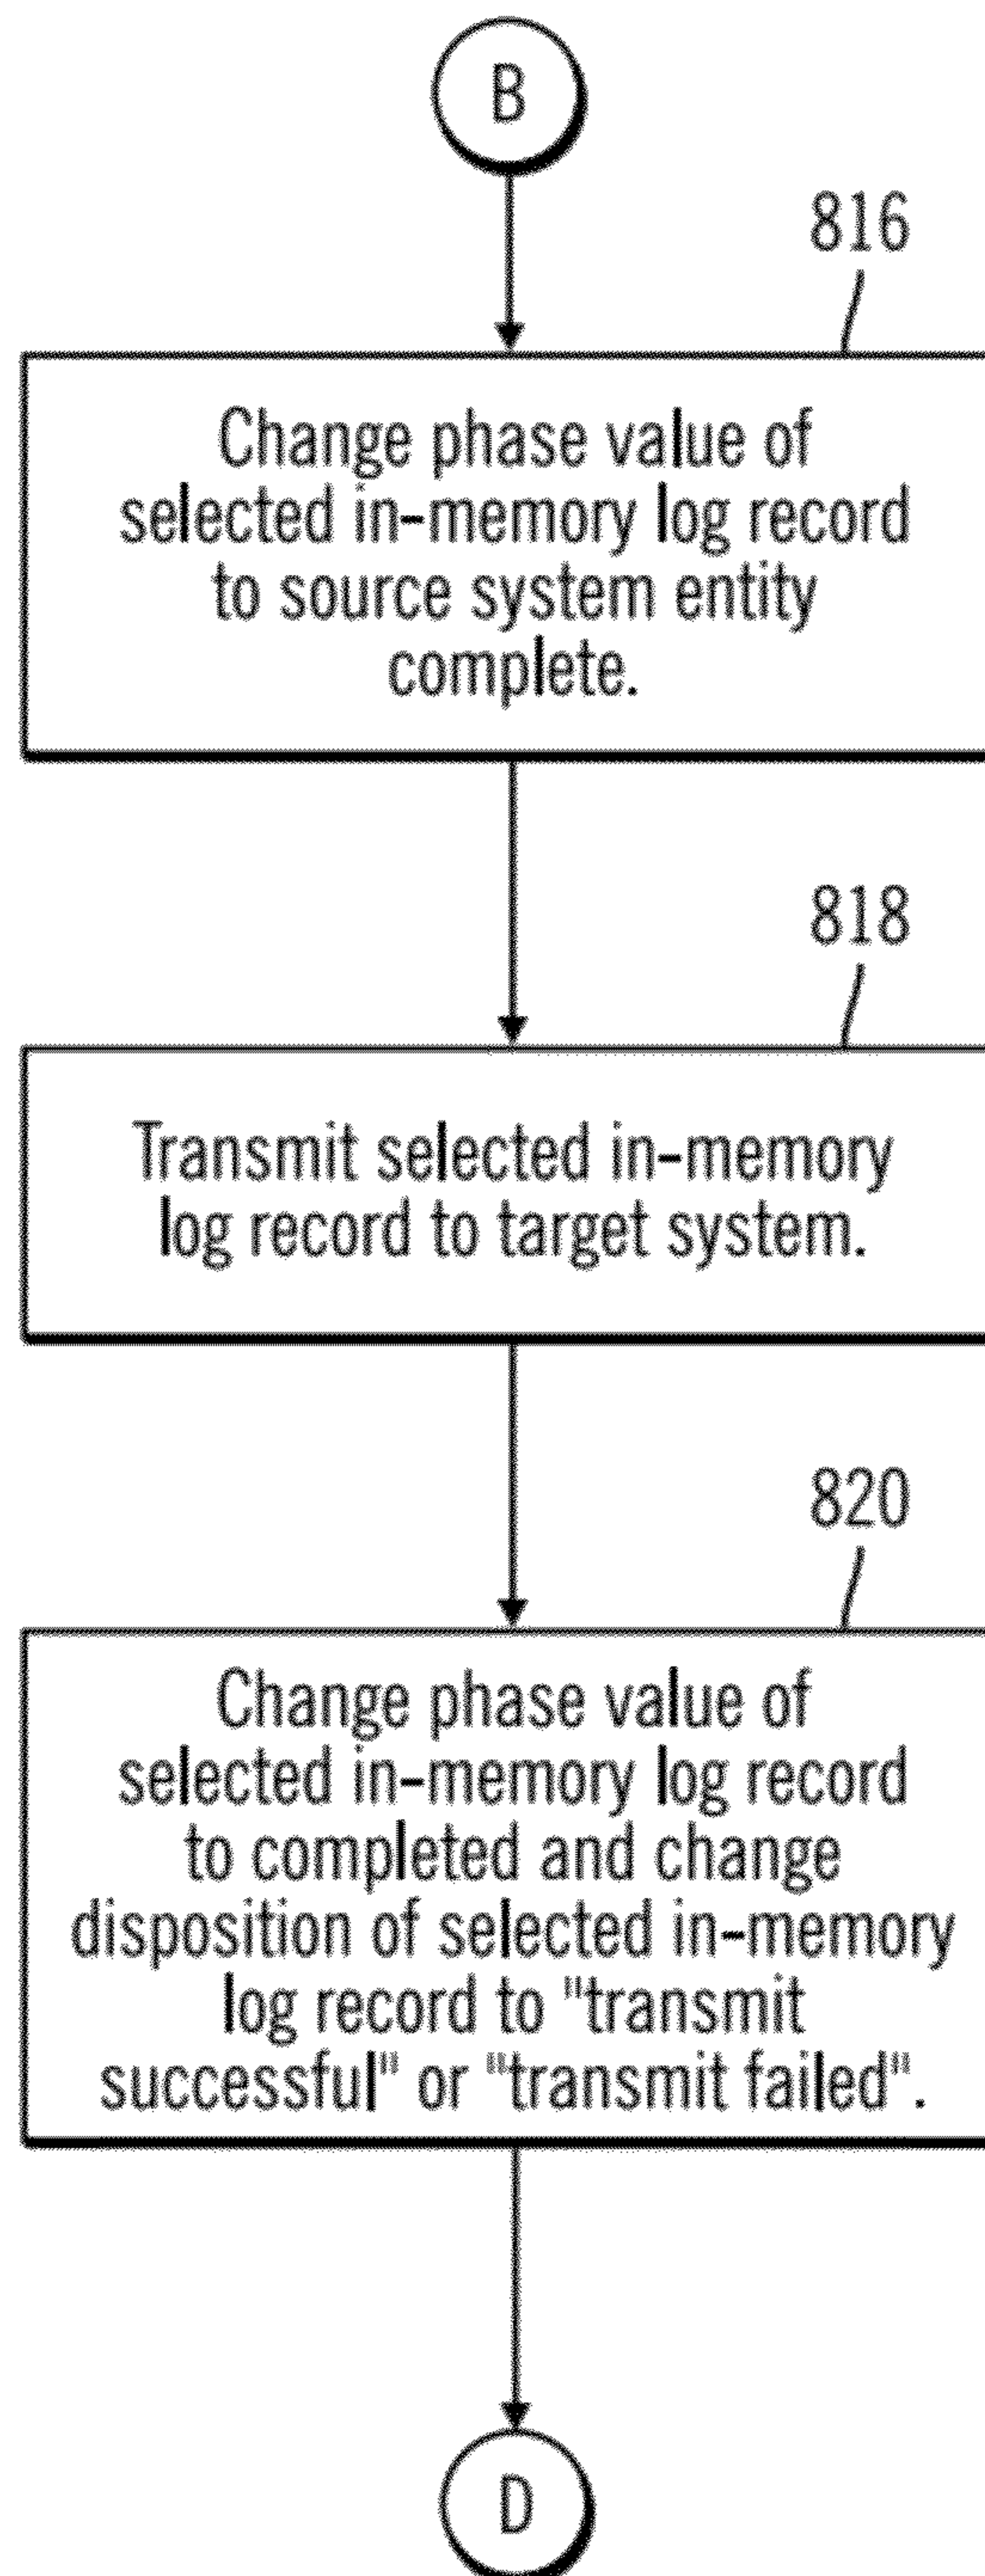 B
816
Change phase value of
selected in-memory log record
to source system entity
complete.
818
Transmit selected in-memory
log record to target system.
820
Change phase value of
selected in-memory log record
to completed and change
disposition of selected in-memory
log record to "transmit
successful" or "transmit failed".
D